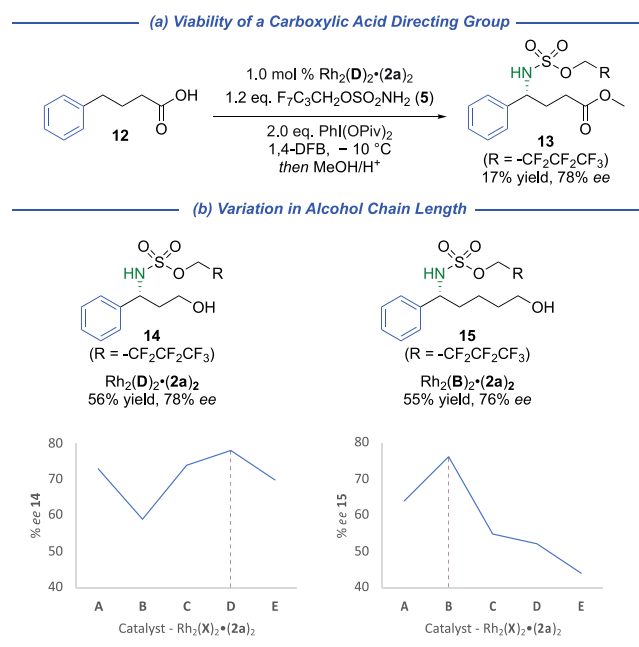 (a) Viability of a Carboxylic Acid Directing Group
OH
O
12
1.0 mol % Rh₂(D)₂•(2a)₂
1.2 eq. F₇C₃CH₂OSO₂NH₂ (5)
2.0 eq. PhI(OPiv)₂
1,4-DFB, – 10 °C
then MeOH/H⁺
O O
S
HN O R
O
O
13
(R = -CF₂CF₂CF₃)
17% yield, 78% ee
(b) Variation in Alcohol Chain Length
O O
S
HN O R
OH
14
(R = -CF₂CF₂CF₃)
Rh₂(D)₂•(2a)₂
56% yield, 78% ee
O O
S
HN O R
OH
15
(R = -CF₂CF₂CF₃)
Rh₂(B)₂•(2a)₂
55% yield, 76% ee
80
70
60
50
40
% ee 14
A B C D E
Catalyst - Rh₂(X)₂•(2a)₂
80
70
60
50
40
% ee 15
A B C D E
Catalyst - Rh₂(X)₂•(2a)₂